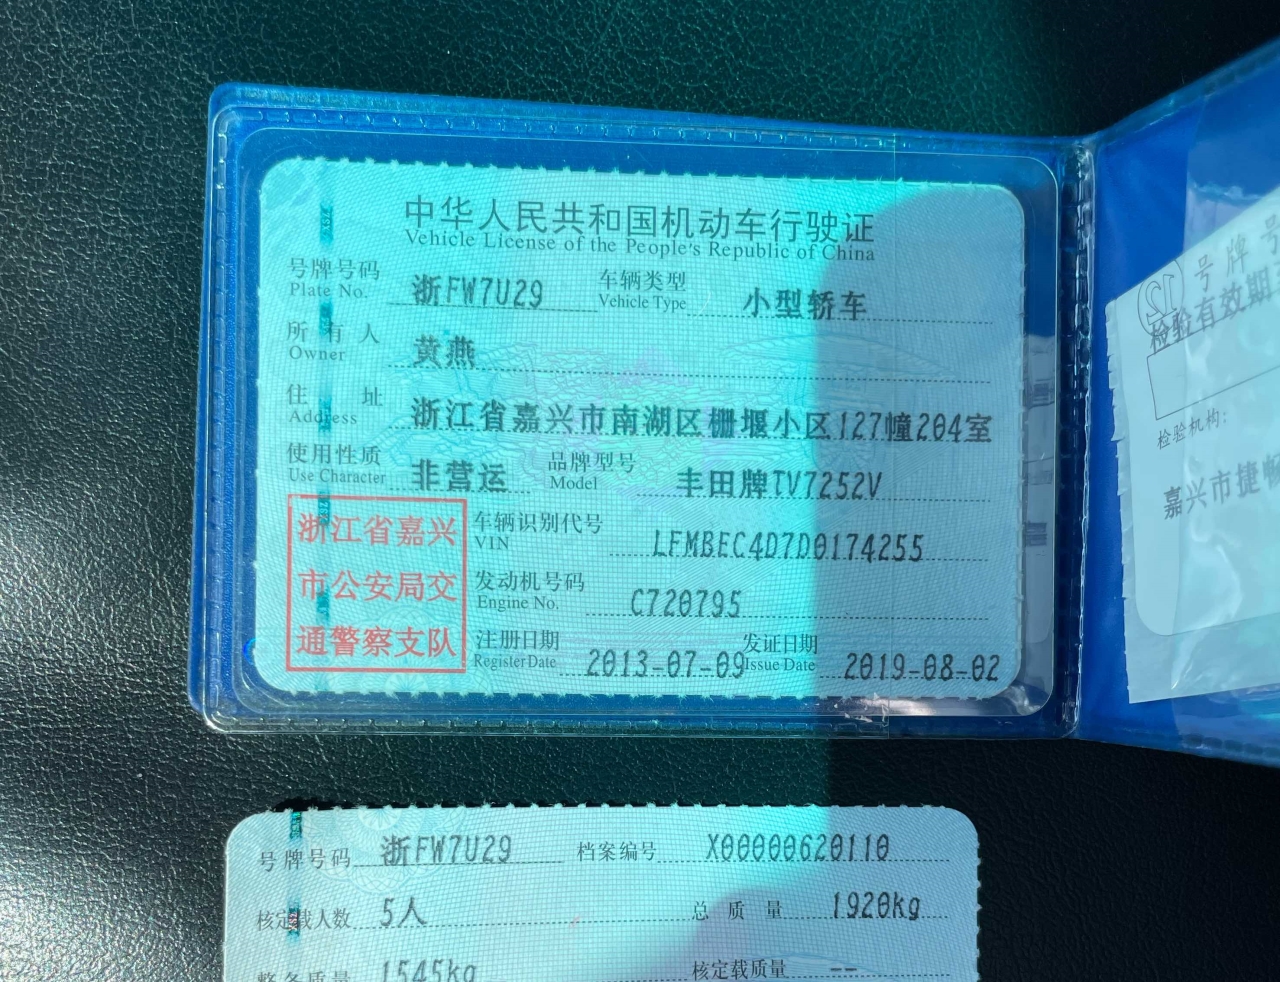 中华人民共和国机动车行驶证
Vehicle License of the People's Republic of China
号牌号码 浙FW7U29 车辆类型 小型轿车
Plate No. Vehicle Type
所有人 黄燕
Owner
住址 浙江省嘉兴市南湖区栅堰小区127幢204室
Address
使用性质 非营运 品牌型号 丰田牌TV7252V
Use Character Model
浙江省嘉兴
市公安局交
通警察支队
车辆识别代号 LFMBEC4D7D0174255
VIN
发动机号码 C720795
Engine No.
注册日期 2013-07-09 发证日期 2019-08-02
Register Date Issue Date
号牌号
12
检验有效期
检验机构:
嘉兴市捷
号牌号码 浙FW7U29 档案编号 X00000620110
核定载人数 5人 总质量 1920kg
整备质量 1545kg 核定载质量 --